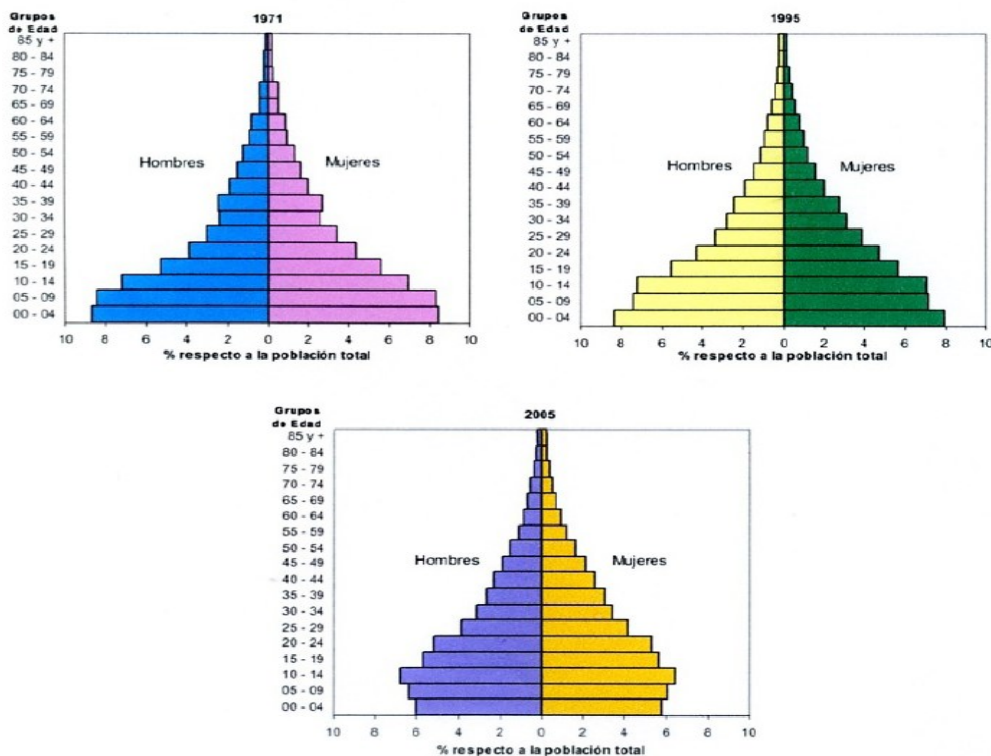 Grupos
de Edad
1971
85 y +
80 - 84
75 - 79
70 - 74
65 - 69
60 - 64
55 - 59
50 - 54
45 - 49
40 - 44
35 - 39
30 - 34
25 - 29
20 - 24
15 - 19
10 - 14
05 - 09
00 - 04
Hombres
Mujeres
10 8 6 4 2 0 2 4 6 8 10
% respecto a la población total
Grupos
de Edad
1995
85 y +
80 - 84
75 - 79
70 - 74
65 - 69
60 - 64
55 - 59
50 - 54
45 - 49
40 - 44
35 - 39
30 - 34
25 - 29
20 - 24
15 - 19
10 - 14
05 - 09
00 - 04
Hombres
Mujeres
10 8 6 4 2 0 2 4 6 8 10
% respecto a la población total
Grupos
de Edad
2005
85 y +
80 - 84
75 - 79
70 - 74
65 - 69
60 - 64
55 - 59
50 - 54
45 - 49
40 - 44
35 - 39
30 - 34
25 - 29
20 - 24
15 - 19
10 - 14
05 - 09
00 - 04
Hombres
Mujeres
10 8 6 4 2 0 2 4 6 8 10
% respecto a la población total